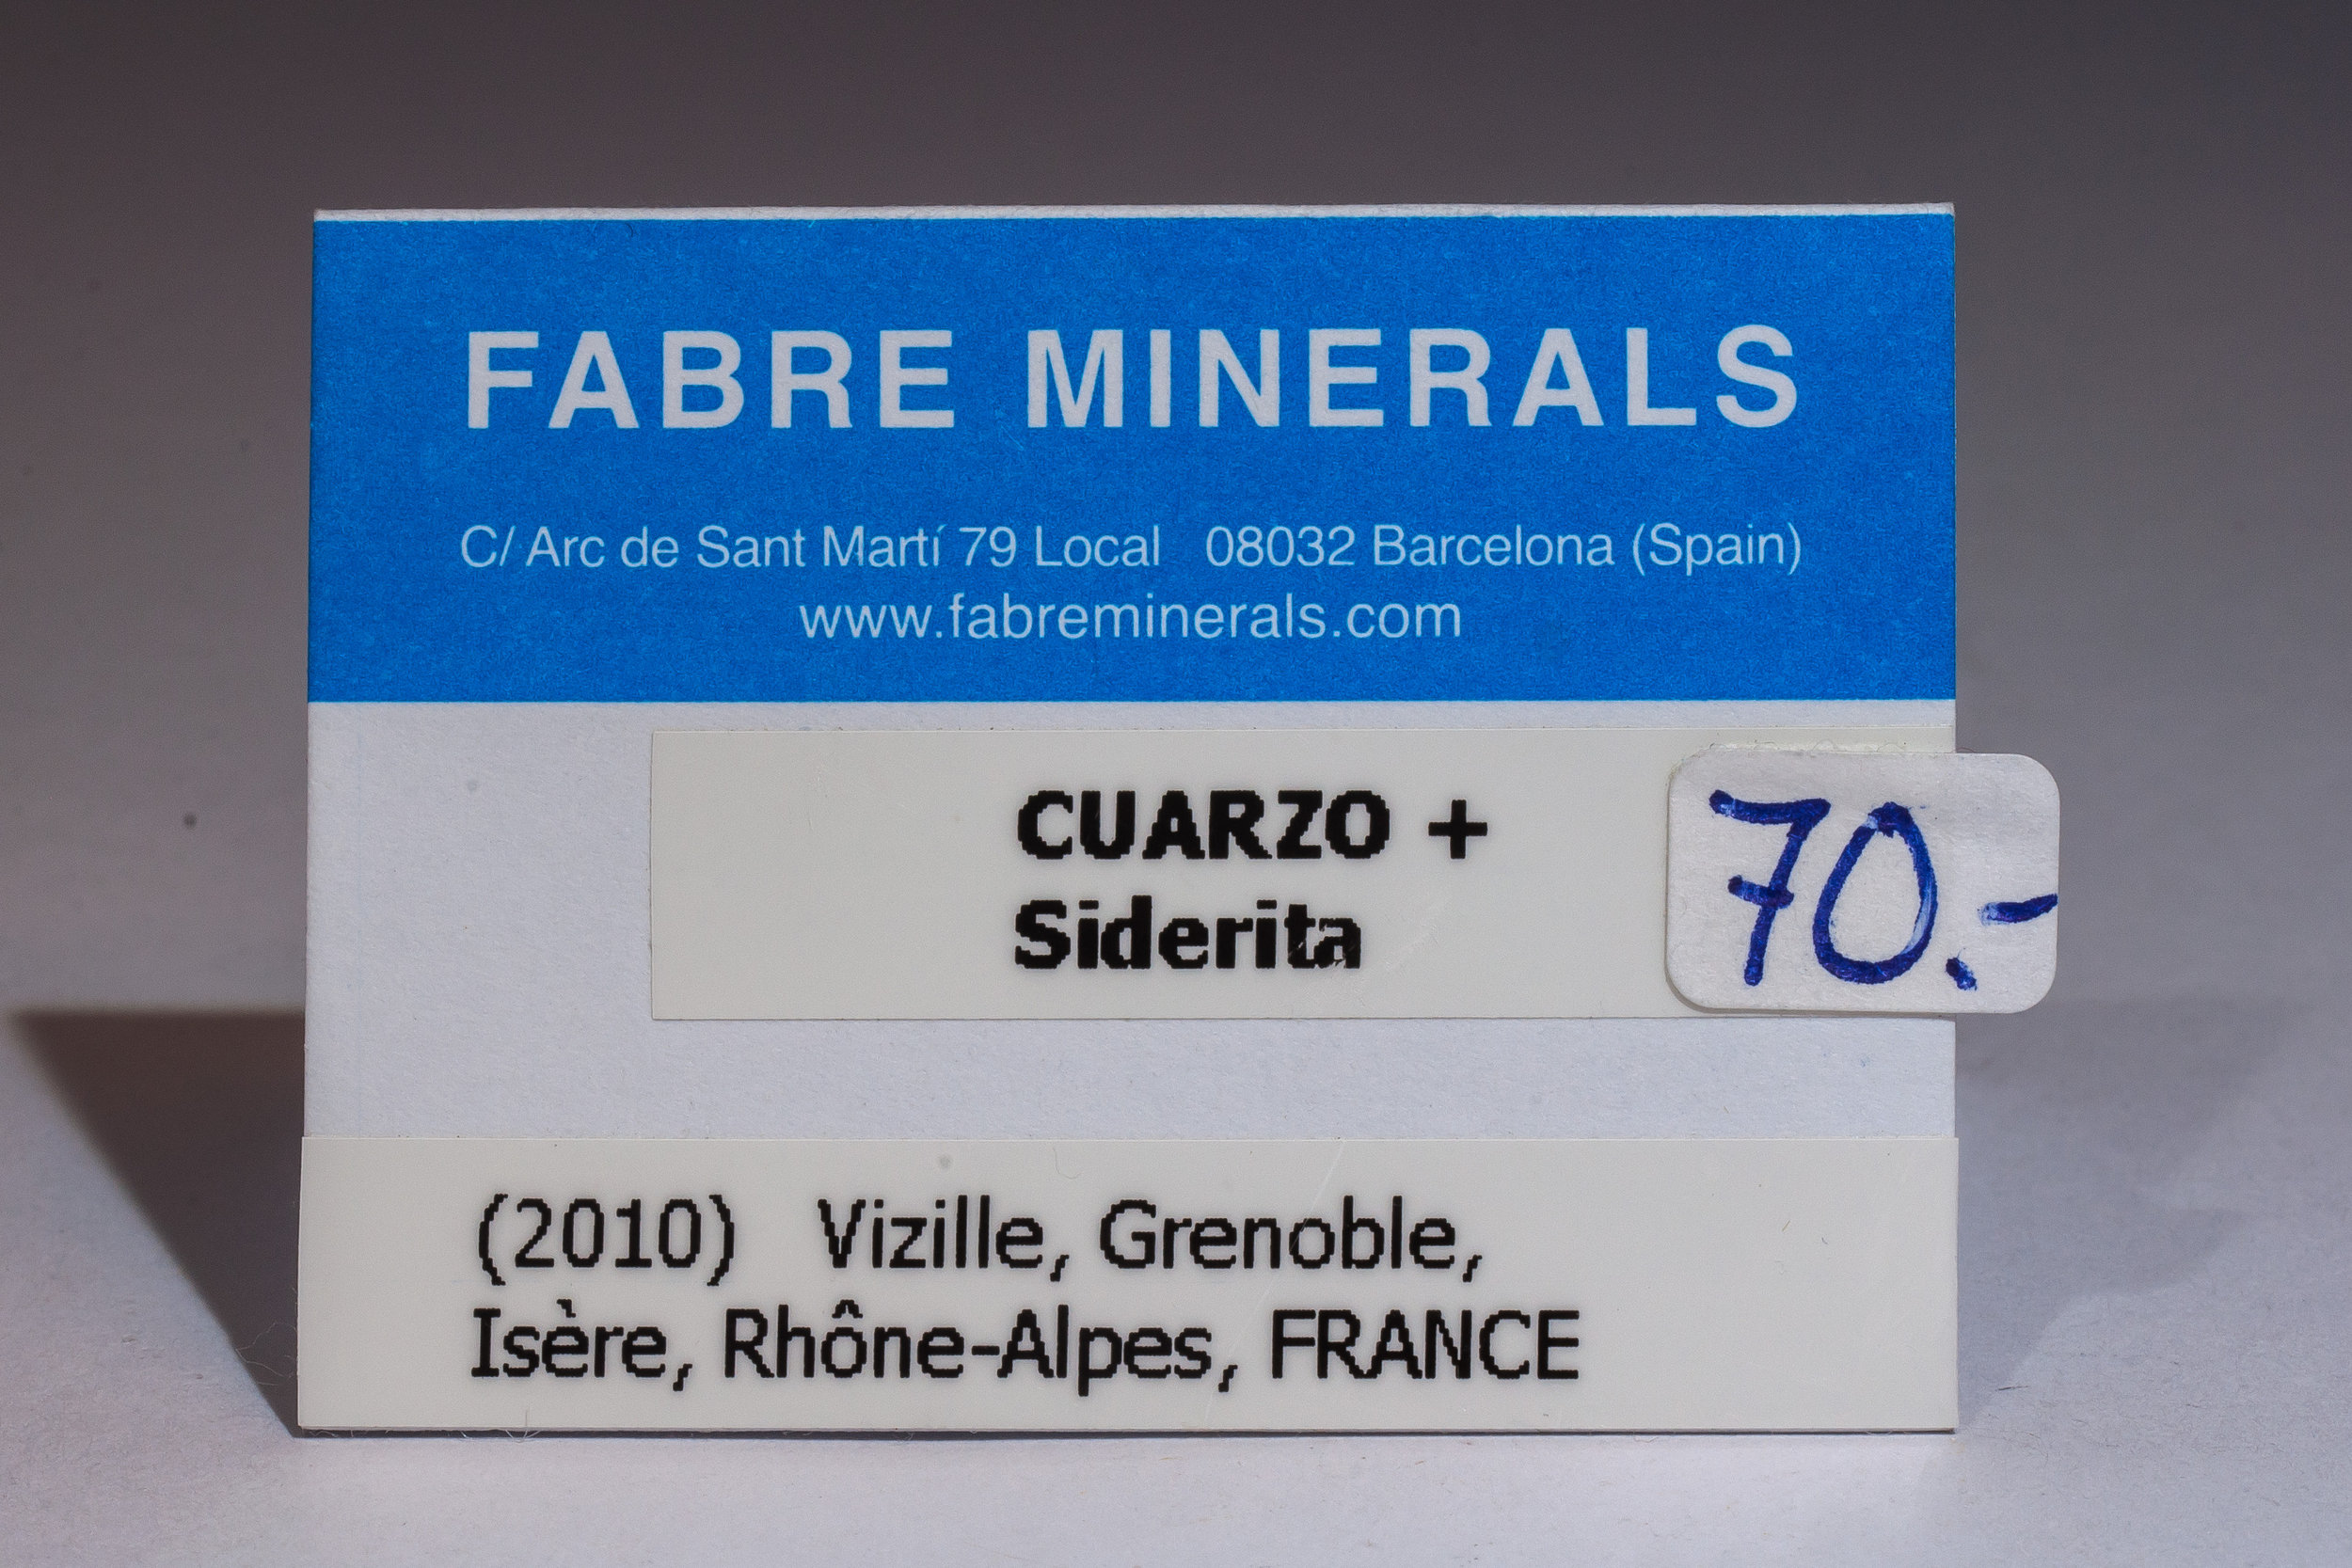 FABRE MINERALS
C/ Arc de Sant Martí 79 Local   08032 Barcelona (Spain)
www.fabreminerals.com
CUARZO +
Siderita
70.-
(2010)   Vizille, Grenoble,
Isère, Rhône-Alpes, FRANCE